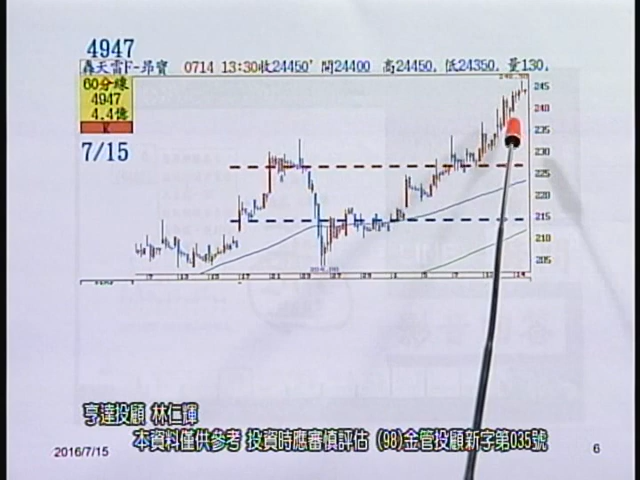 4947
轟天雷F-昂寶 0714 13:30收24450' 開24400 高24450, 低24350, 量130,
60分線
4947
4.4億
K
7/15
245
240
235
230
225
220
215
210
205
亨達投顧 林仁輝
本資料僅供參考 投資時應審慎評估 (98)金管投顧新字第035號
2016/7/15
6